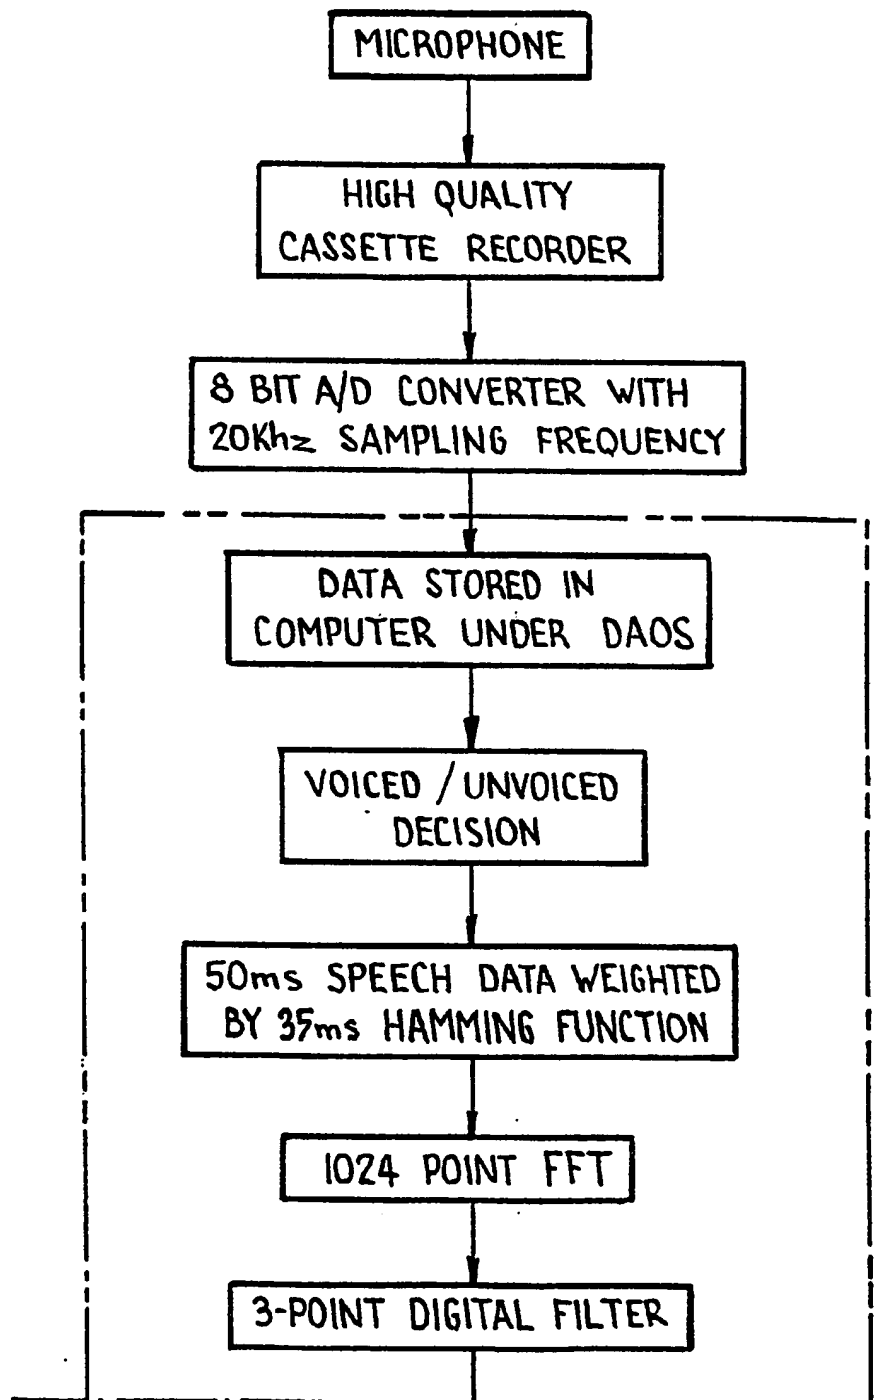 MICROPHONE
HIGH QUALITY
CASSETTE RECORDER
8 BIT A/D CONVERTER WITH
20Khz SAMPLING FREQUENCY
DATA STORED IN
COMPUTER UNDER DAOS
VOICED / UNVOICED
DECISION
50ms SPEECH DATA WEIGHTED
BY 35ms HAMMING FUNCTION
1024 POINT FFT
3-POINT DIGITAL FILTER